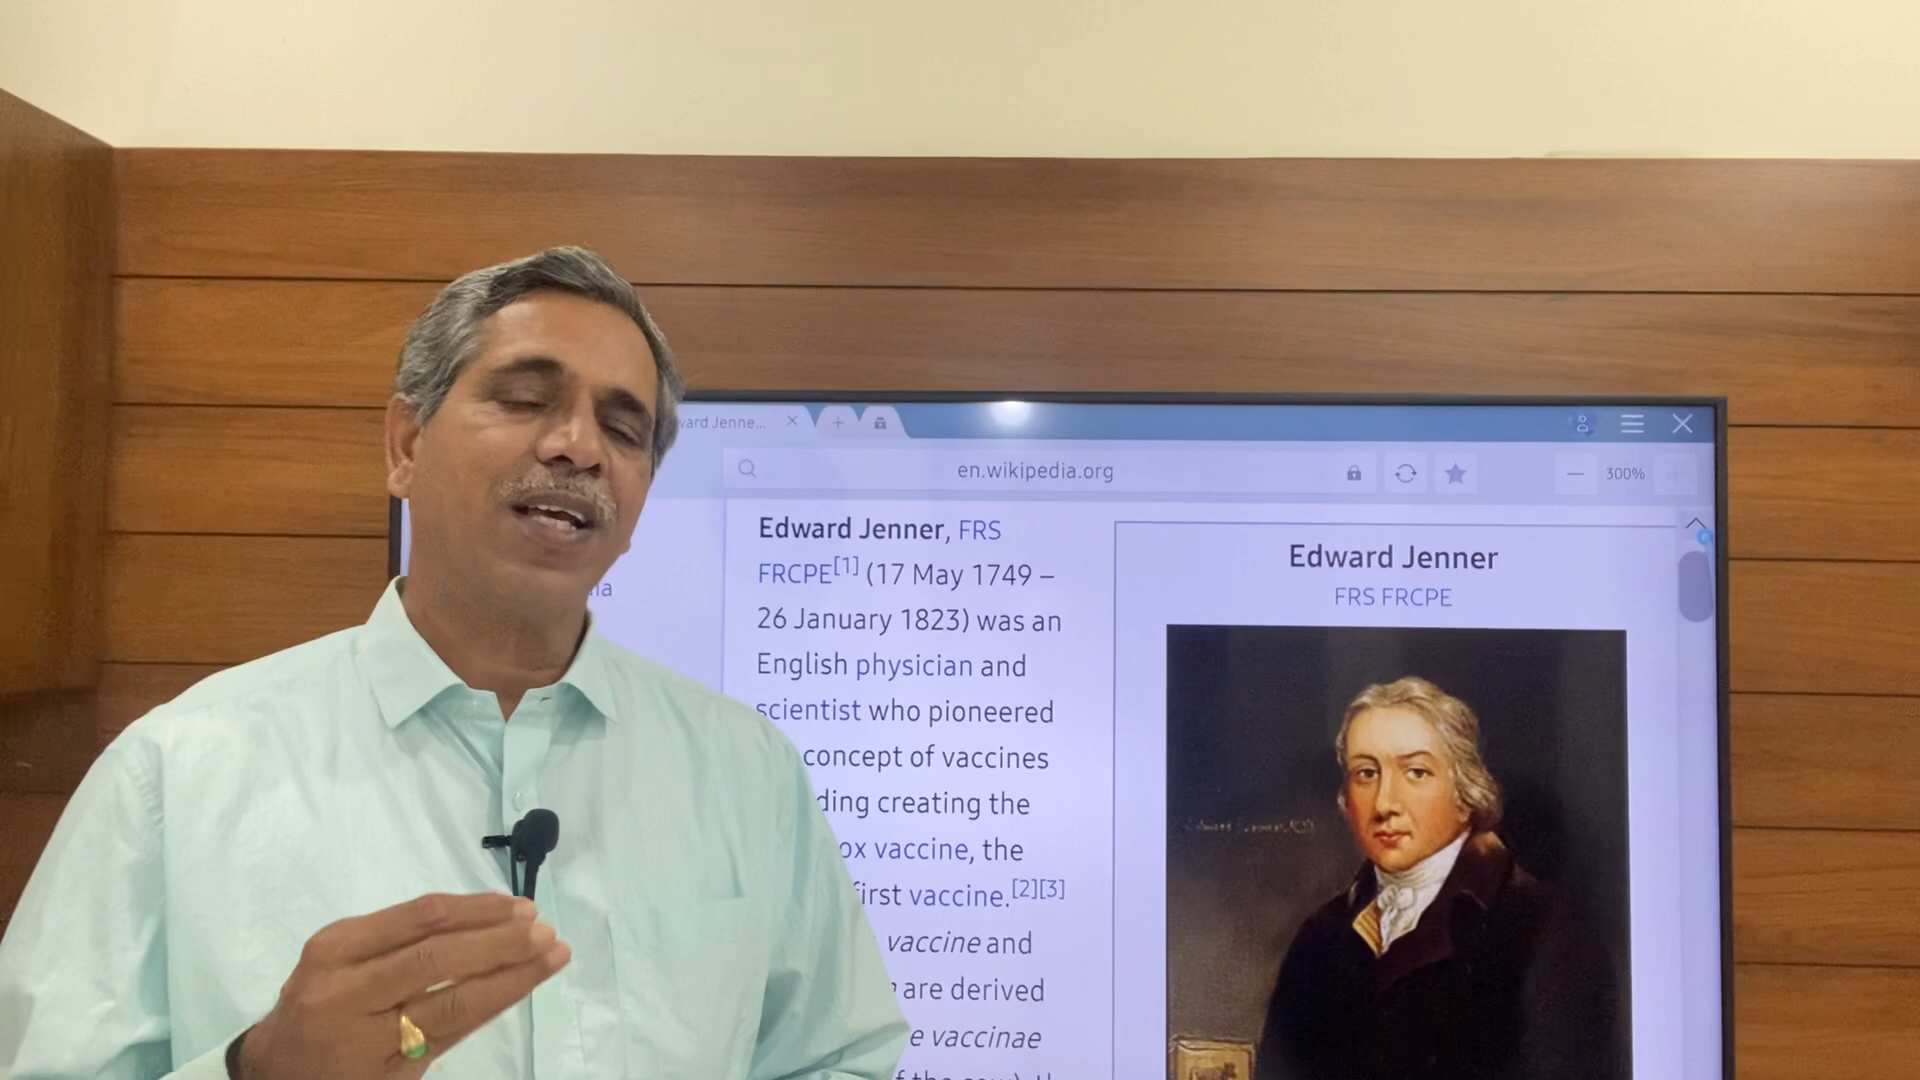 ward Jenne...
en.wikipedia.org
300%
Edward Jenner, FRS
FRCPE[1] (17 May 1749 –
26 January 1823) was an
English physician and
scientist who pioneered
concept of vaccines
ding creating the
ox vaccine, the
first vaccine.[2][3]
vaccine and
are derived
e vaccinae
Edward Jenner
FRS FRCPE